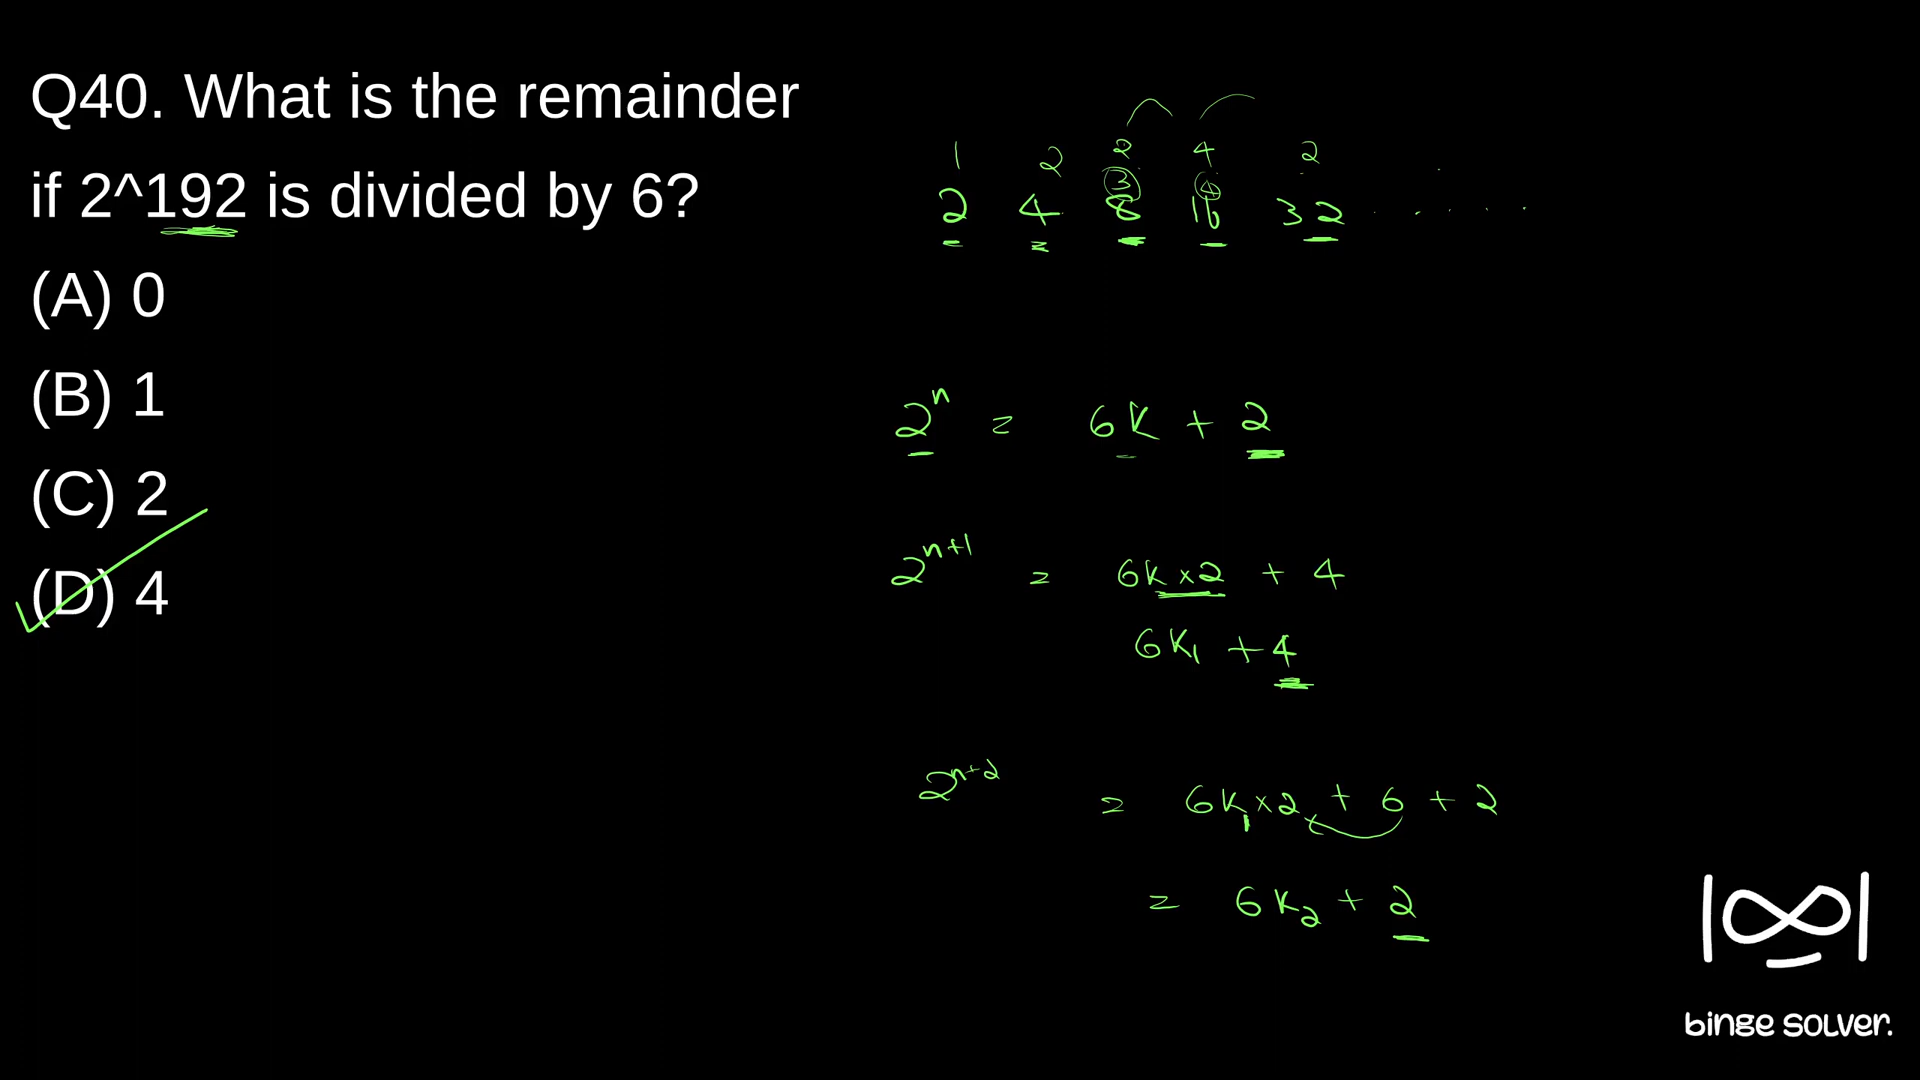 Q40. What is the remainder
if 2^192 is divided by 6?
(A) 0
(B) 1
(C) 2
(D) 4
1 2 2 4 2
3 4
2 4 8 16 32 . . . . . .
2^n = 6K + 2
2^n+1 = 6K × 2 + 4
6K₁ + 4
2^n+2 = 6K₁ × 2 + 6 + 2
= 6K₂ + 2
binge solver.